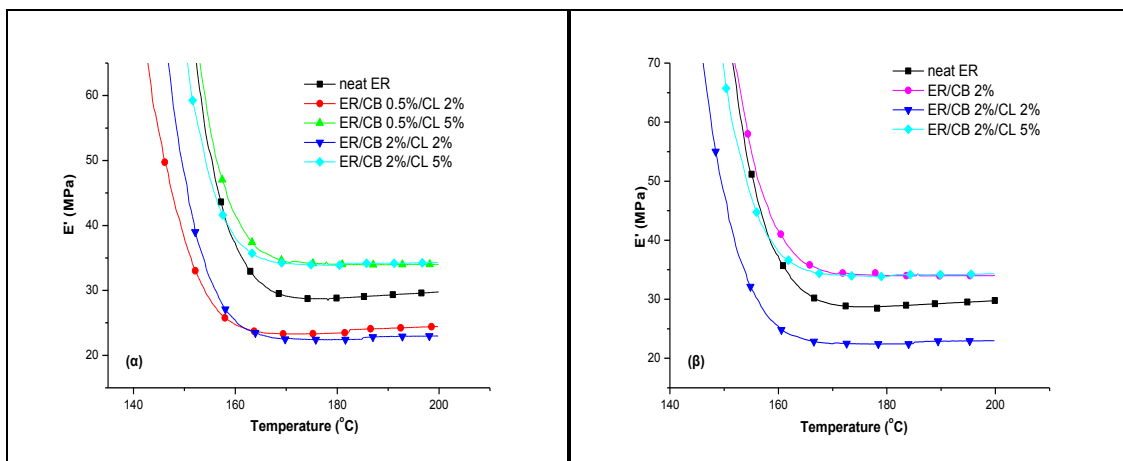 neat ER
ER/CB 0.5%/CL 2%
ER/CB 0.5%/CL 5%
ER/CB 2%/CL 2%
ER/CB 2%/CL 5%
60
50
40
30
20
E' (MPa)
(α)
140
160
180
200
Temperature (°C)
70
60
50
40
30
20
E' (MPa)
neat ER
ER/CB 2%
ER/CB 2%/CL 2%
ER/CB 2%/CL 5%
(β)
140
160
180
200
Temperature (°C)